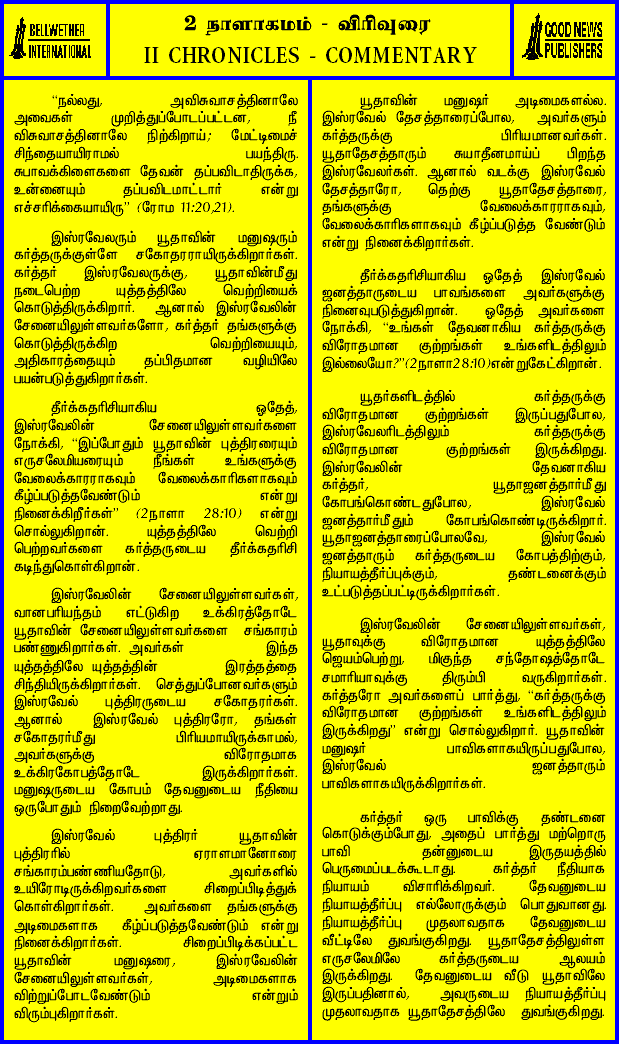 BELLWETHER
INTERNATIONAL
2 நாளாகமம் - விரிவுரை
II CHRONICLES - COMMENTARY
GOOD NEWS
PUBLISHERS
“நல்லது, அவிசுவாசத்தினாலே
அவைகள் முறித்துப்போடப்பட்டன, நீ
விசுவாசத்தினாலே நிற்கிறாய்; மேட்டிமைச்
சிந்தையாயிராமல் பயந்திரு.
சுபாவக்கிளைகளை தேவன் தப்பவிடாதிருக்க,
உன்னையும் தப்பவிடமாட்டார் என்று
எச்சரிக்கையாயிரு” (ரோம 11:20,21).
இஸ்ரவேலரும் யூதாவின் மனுஷரும்
கர்த்தருக்குள்ளே சகோதரராயிருக்கிறார்கள்.
கர்த்தர் இஸ்ரவேலருக்கு, யூதாவின்மீது
நடைபெற்ற யுத்தத்திலே வெற்றியைக்
கொடுத்திருக்கிறார். ஆனால் இஸ்ரவேலின்
சேனையிலுள்ளவர்களோ, கர்த்தர் தங்களுக்கு
கொடுத்திருக்கிற வெற்றியையும்,
அதிகாரத்தையும் தப்பிதமான வழியிலே
பயன்படுத்துகிறார்கள்.
தீர்க்கதரிசியாகிய ஓதேத்,
இஸ்ரவேலின் சேனையிலுள்ளவர்களை
நோக்கி, “இப்போதும் யூதாவின் புத்திரரையும்
எருசலேமியரையும் நீங்கள் உங்களுக்கு
வேலைக்காரராகவும் வேலைக்காரிகளாகவும்
கீழ்ப்படுத்தவேண்டும் என்று
நினைக்கிறீர்கள்” (2நாளா 28:10) என்று
சொல்லுகிறான். யுத்தத்திலே வெற்றி
பெற்றவர்களை கர்த்தருடைய தீர்க்கதரிசி
கடிந்துகொள்கிறான்.
இஸ்ரவேலின் சேனையிலுள்ளவர்கள்,
வானபரியந்தம் எட்டுகிற உக்கிரத்தோடே
யூதாவின் சேனையிலுள்ளவர்களை சங்காரம்
பண்ணுகிறார்கள். அவர்கள் இந்த
யுத்தத்திலே யுத்தத்தின் இரத்தத்தை
சிந்தியிருக்கிறார்கள். செத்துப்போனவர்களும்
இஸ்ரவேல் புத்திரருடைய சகோதரர்கள்.
ஆனால் இஸ்ரவேல் புத்திரரோ, தங்கள்
சகோதரர்மீது பிரியமாயிருக்காமல்,
அவர்களுக்கு விரோதமாக
உக்கிரகோபத்தோடே இருக்கிறார்கள்.
மனுஷருடைய கோபம் தேவனுடைய நீதியை
ஒருபோதும் நிறைவேற்றாது.
இஸ்ரவேல் புத்திரர் யூதாவின்
புத்திரரில் ஏராளமானோரை
சங்காரம்பண்ணியதோடு, அவர்களில்
உயிரோடிருக்கிறவர்களை சிறைப்பிடித்துக்
கொள்கிறார்கள். அவர்களை தங்களுக்கு
அடிமைகளாக கீழ்ப்படுத்தவேண்டும் என்று
நினைக்கிறார்கள். சிறைப்பிடிக்கப்பட்ட
யூதாவின் மனுஷரை, இஸ்ரவேலின்
சேனையிலுள்ளவர்கள், அடிமைகளாக
விற்றுப்போடவேண்டும் என்றும்
விரும்புகிறார்கள்.
யூதாவின் மனுஷர் அடிமைகளல்ல.
இஸ்ரவேல் தேசத்தாரைப்போல, அவர்களும்
கர்த்தருக்கு பிரியமானவர்கள்.
யூதாதேசத்தாரும் சுயாதீனமாய்ப் பிறந்த
இஸ்ரவேலர்கள். ஆனால் வடக்கு இஸ்ரவேல்
தேசத்தாரோ, தெற்கு யூதாதேசத்தாரை,
தங்களுக்கு வேலைக்காரராகவும்,
வேலைக்காரிகளாகவும் கீழ்ப்படுத்த வேண்டும்
என்று நினைக்கிறார்கள்.
தீர்க்கதரிசியாகிய ஓதேத் இஸ்ரவேல்
ஜனத்தாருடைய பாவங்களை அவர்களுக்கு
நினைவுபடுத்துகிறான். ஓதேத் அவர்களை
நோக்கி, “உங்கள் தேவனாகிய கர்த்தருக்கு
விரோதமான குற்றங்கள் உங்களிடத்திலும்
இல்லையோ?”(2நாளா28:10)என்றுகேட்கிறான்.
யூதர்களிடத்தில் கர்த்தருக்கு
விரோதமான குற்றங்கள் இருப்பதுபோல,
இஸ்ரவேலரிடத்திலும் கர்த்தருக்கு
விரோதமான குற்றங்கள் இருக்கிறது.
இஸ்ரவேலின் தேவனாகிய
கர்த்தர், யூதாஜனத்தார்மீது
கோபங்கொண்டதுபோல, இஸ்ரவேல்
ஜனத்தார்மீதும் கோபங்கொண்டிருக்கிறார்.
யூதாஜனத்தாரைப்போலவே, இஸ்ரவேல்
ஜனத்தாரும் கர்த்தருடைய கோபத்திற்கும்,
நியாயத்தீர்ப்புக்கும், தண்டனைக்கும்
உட்படுத்தப்பட்டிருக்கிறார்கள்.
இஸ்ரவேலின் சேனையிலுள்ளவர்கள்,
யூதாவுக்கு விரோதமான யுத்தத்திலே
ஜெயம்பெற்று, மிகுந்த சந்தோஷத்தோடே
சமாரியாவுக்கு திரும்பி வருகிறார்கள்.
கர்த்தரோ அவர்களைப் பார்த்து, “கர்த்தருக்கு
விரோதமான குற்றங்கள் உங்களிடத்திலும்
இருக்கிறது” என்று சொல்லுகிறார். யூதாவின்
மனுஷர் பாவிகளாகயிருப்பதுபோல,
இஸ்ரவேல் ஜனத்தாரும்
பாவிகளாகயிருக்கிறார்கள்.
கர்த்தர் ஒரு பாவிக்கு தண்டனை
கொடுக்கும்போது, அதைப் பார்த்து மற்றொரு
பாவி தன்னுடைய இருதயத்தில்
பெருமைப்படக்கூடாது. கர்த்தர் நீதியாக
நியாயம் விசாரிக்கிறவர். தேவனுடைய
நியாயத்தீர்ப்பு எல்லோருக்கும் பொதுவானது.
நியாயத்தீர்ப்பு முதலாவதாக தேவனுடைய
வீட்டிலே துவங்குகிறது. யூதாதேசத்திலுள்ள
எருசலேமிலே கர்த்தருடைய ஆலயம்
இருக்கிறது. தேவனுடைய வீடு யூதாவிலே
இருப்பதினால், அவருடைய நியாயத்தீர்ப்பு
முதலாவதாக யூதாதேசத்திலே துவங்குகிறது.